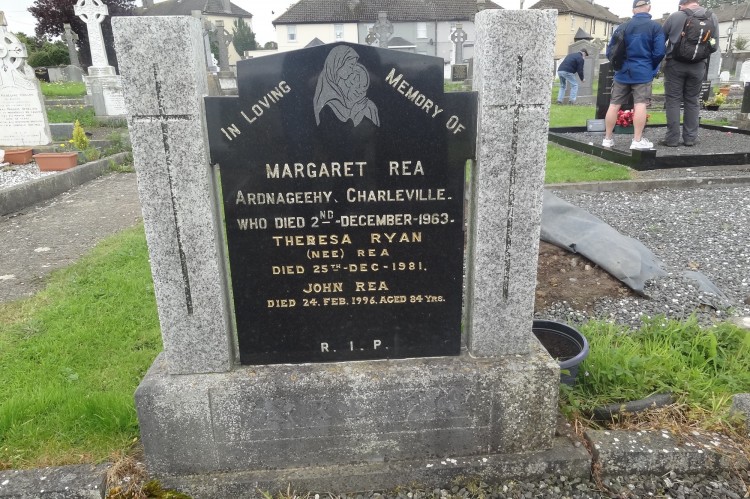 In Loving Memory Of
MARGARET REA
ARDNAGEEHY, CHARLEVILLE.
WHO DIED 2ND-DECEMBER-1963.
THERESA RYAN
(NEE) REA
DIED 25TH-DEC-1981.
JOHN REA
DIED 24. FEB. 1996. AGED 84 YRS.
R. I. P.